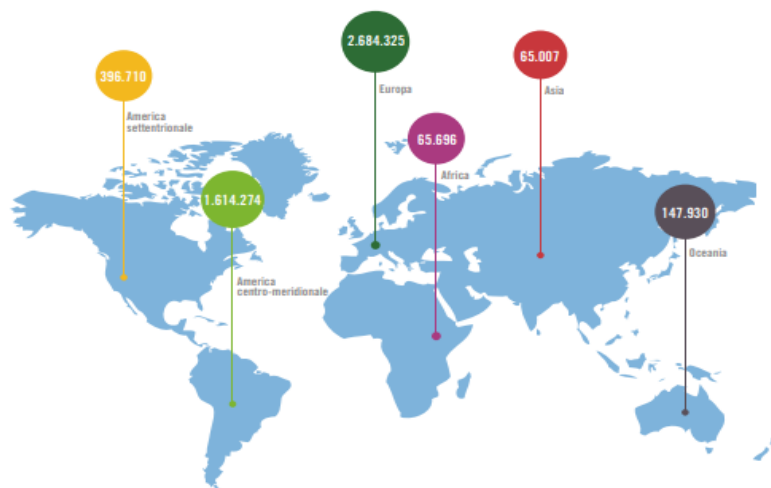 2.684.325
Europa
65.007
Asia
396.710
America
settentrionale
65.696
Africa
1.614.274
America
centro-meridionale
147.930
Oceania